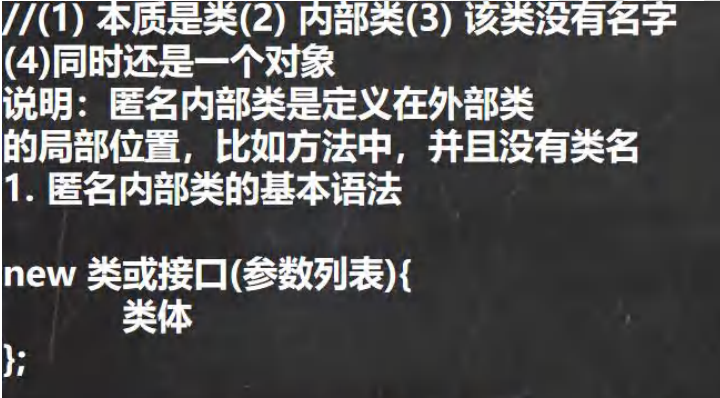 //(1) 本质是类(2) 内部类(3) 该类没有名字
(4)同时还是一个对象
说明：匿名内部类是定义在外部类
的局部位置，比如方法中，并且没有类名
1. 匿名内部类的基本语法
new 类或接口(参数列表){
类体
};